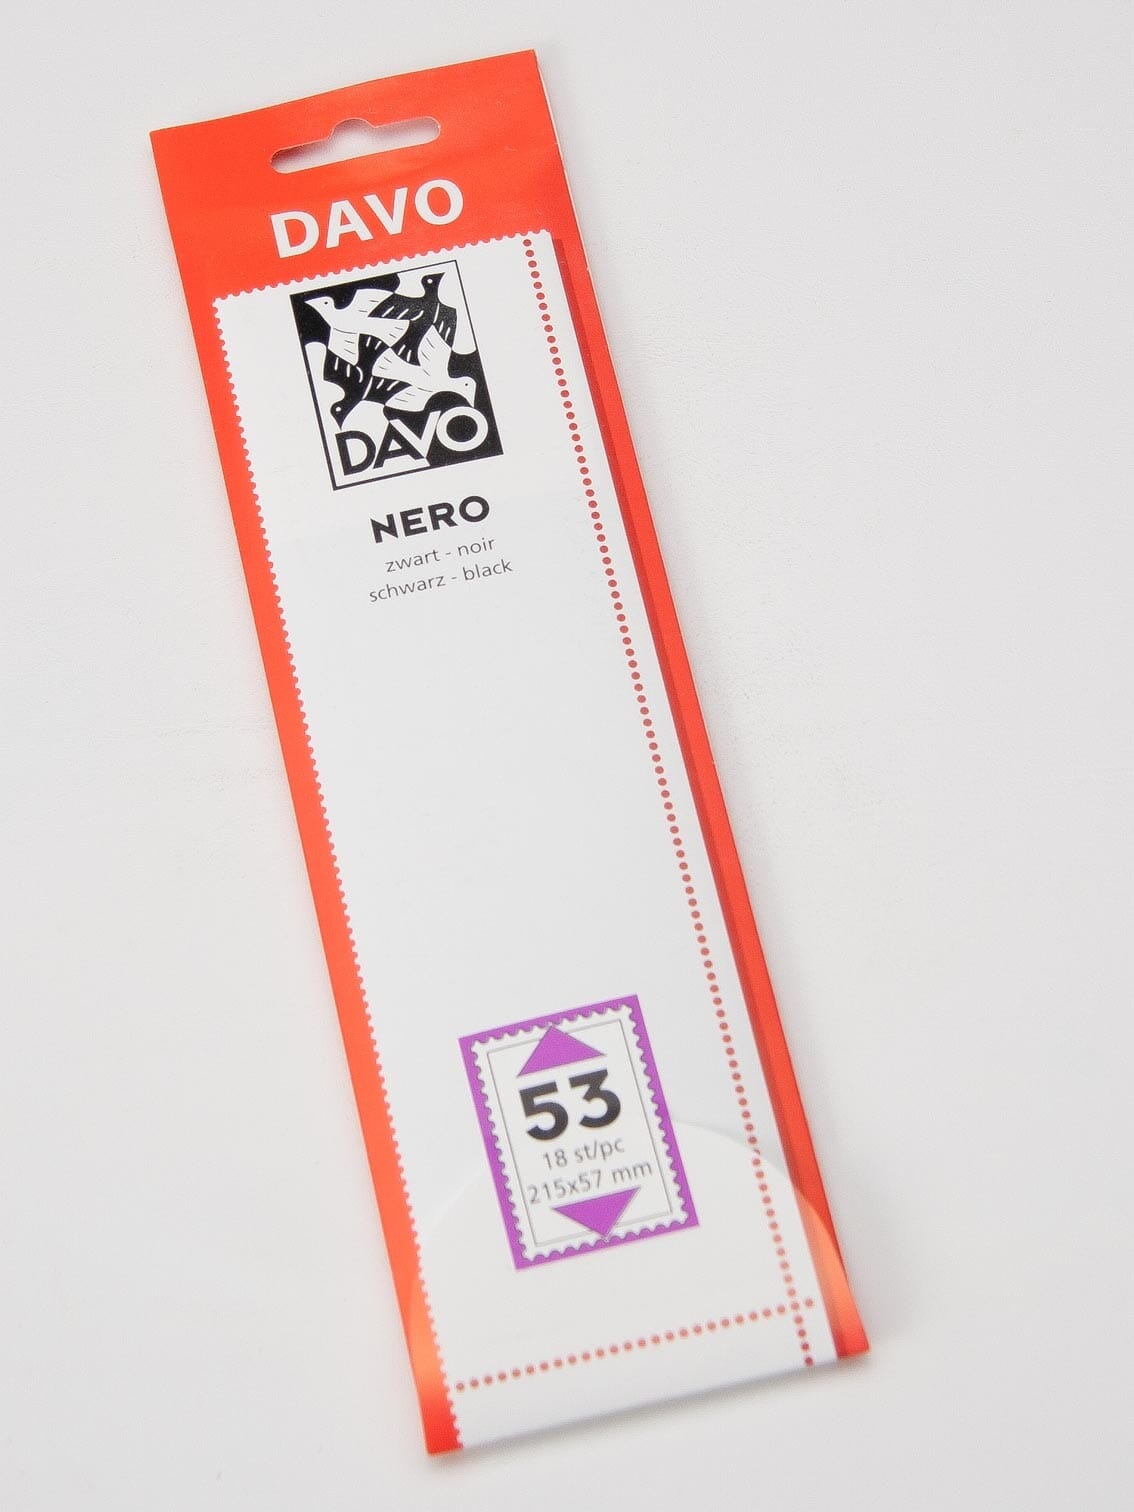 DAVO
DAVO
NERO
zwart - noir
schwarz - black
53
18 st/pc
215x57 mm